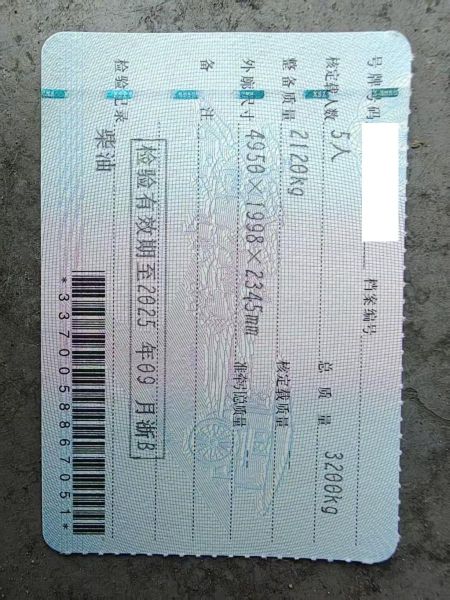 号牌号码 档案编号
核定载人数 5人 总质量 3200kg
整备质量 2120kg 核定载质量
外廓尺寸 4950×1998×2345mm 准牵引总质量
备注
检验有效期至2025年09月浙B
检验记录
柴油
*3370058867051*